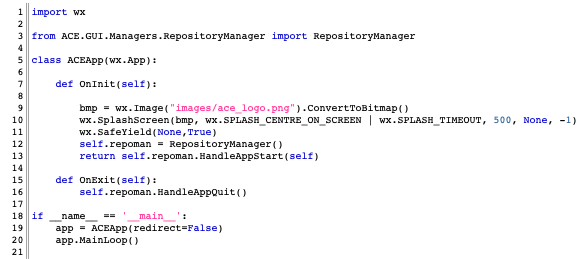 1 import wx
2
3 from ACE.GUI.Managers.RepositoryManager import RepositoryManager
4
5 class ACEApp(wx.App):
6
7     def OnInit(self):
8
9         bmp = wx.Image("images/ace_logo.png").ConvertToBitmap()
10         wx.SplashScreen(bmp, wx.SPLASH_CENTRE_ON_SCREEN | wx.SPLASH_TIMEOUT, 500, None, -1)
11         wx.SafeYield(None,True)
12         self.repoman = RepositoryManager()
13         return self.repoman.HandleAppStart(self)
14
15     def OnExit(self):
16         self.repoman.HandleAppQuit()
17
18 if __name__ == '__main__':
19     app = ACEApp(redirect=False)
20     app.MainLoop()
21